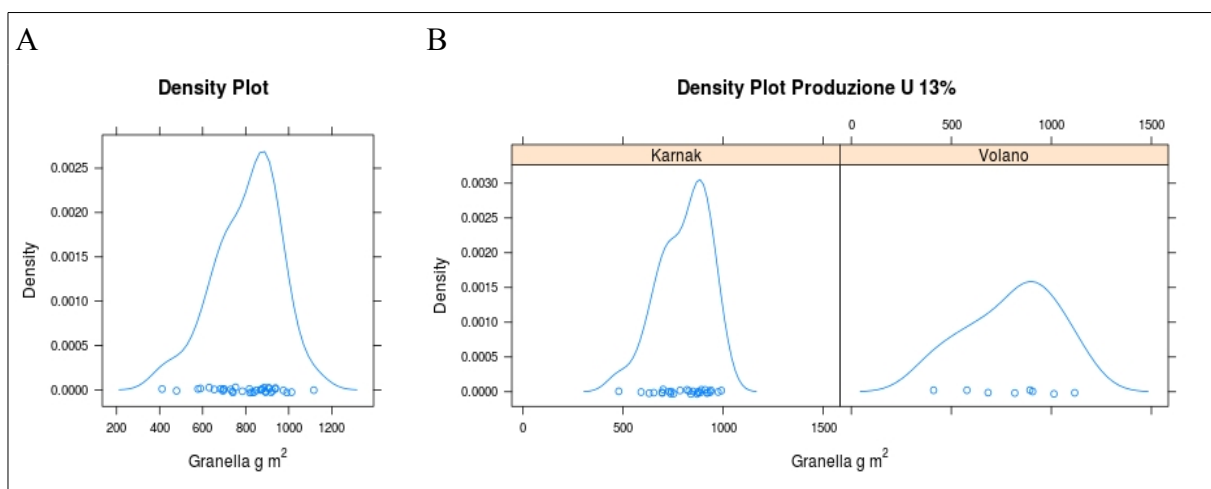 A
B
Density Plot
Density Plot Produzione U 13%
0 500 1000 1500
Karnak Volano
Density
0.0025
0.0020
0.0015
0.0010
0.0005
0.0000
200 400 600 800 1000 1200
Granella g m²
Density
0.0030
0.0025
0.0020
0.0015
0.0010
0.0005
0.0000
0 500 1000 1500
Granella g m²